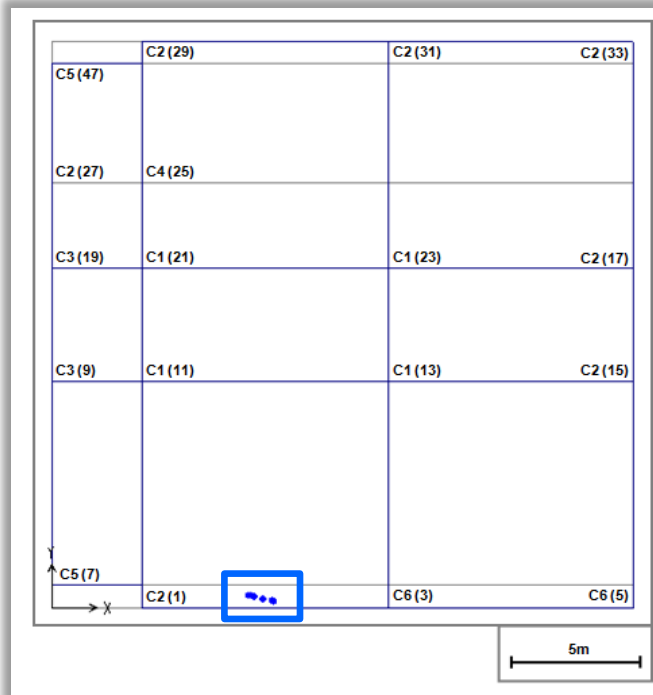 C2 (29) C2 (31) C2 (33)
C5 (47)
C2 (27) C4 (25)
C3 (19) C1 (21) C1 (23) C2 (17)
C3 (9) C1 (11) C1 (13) C2 (15)
Y
C5 (7)
C2 (1) C6 (3) C6 (5)
X
5m